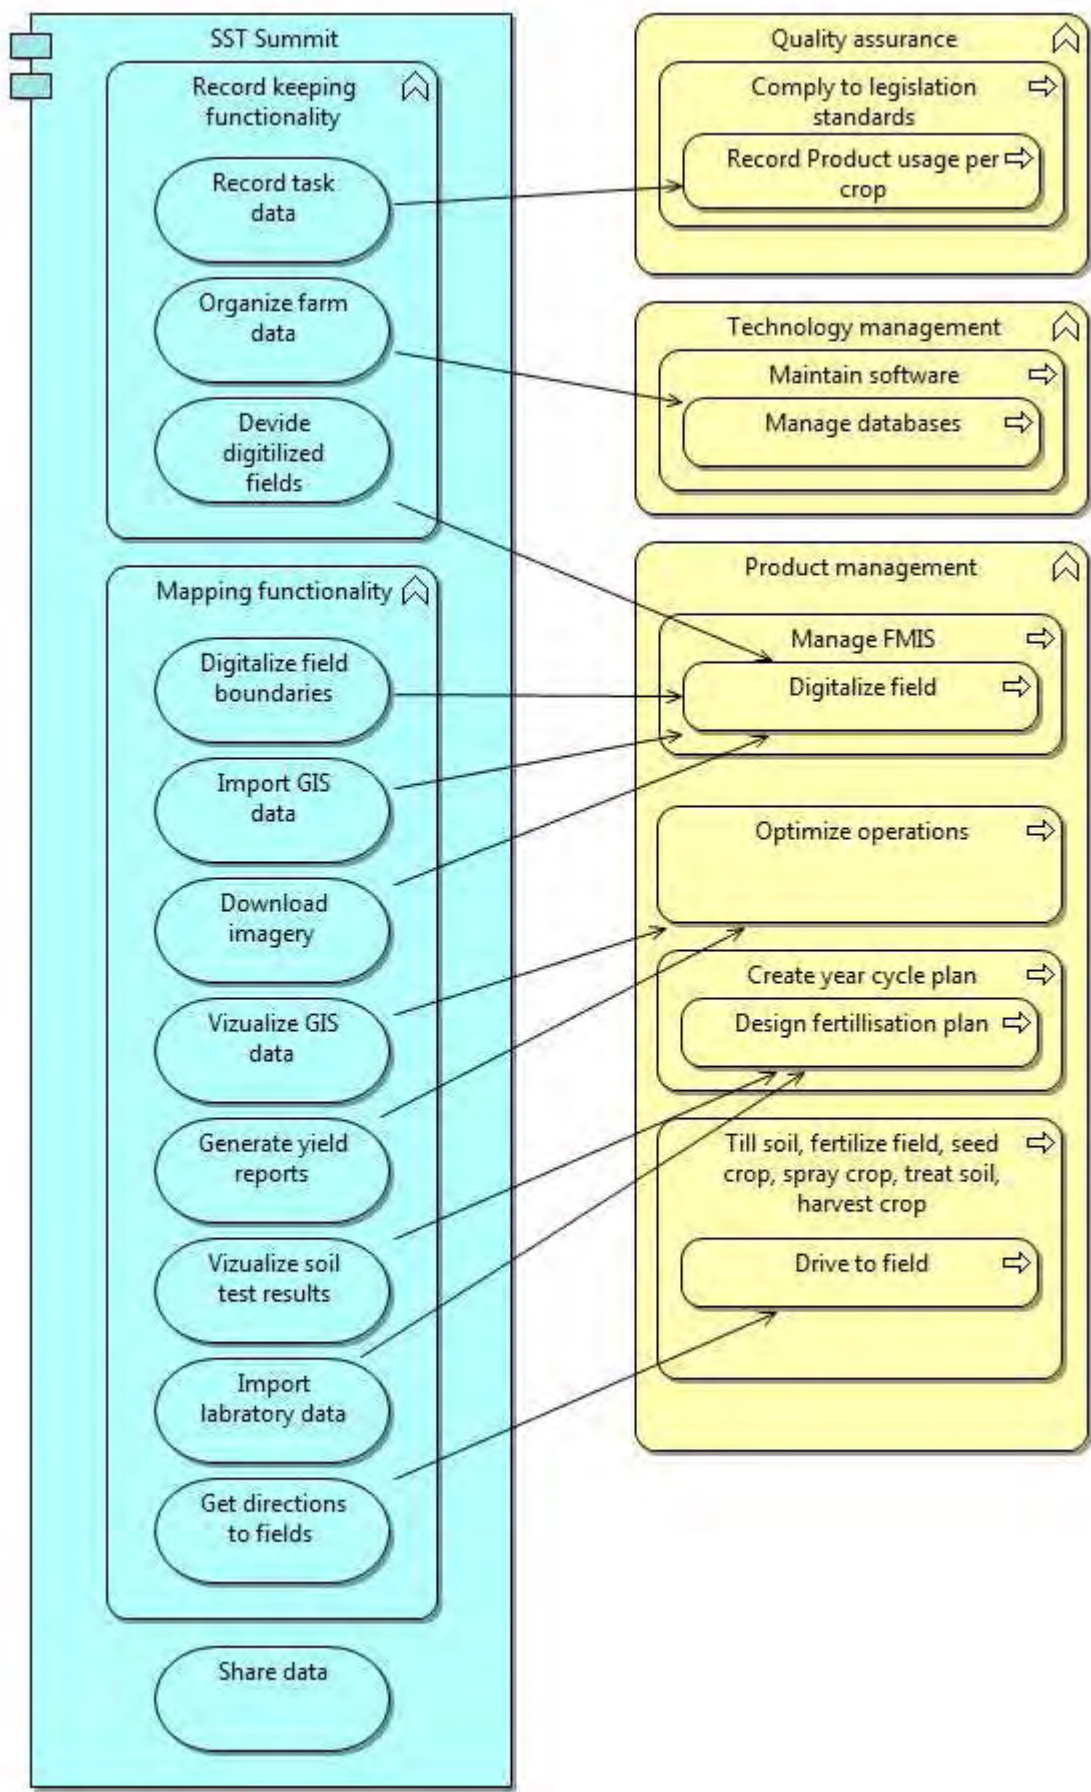 SST Summit
Record keeping
functionality
Record task
data
Organize farm
data
Devide
digitilized
fields
Mapping functionality
Digitalize field
boundaries
Import GIS
data
Download
imagery
Vizualize GIS
data
Generate yield
reports
Vizualize soil
test results
Import
labratory data
Get directions
to fields
Share data
Quality assurance
Comply to legislation
standards
Record Product usage per
crop
Technology management
Maintain software
Manage databases
Product management
Manage FMIS
Digitalize field
Optimize operations
Create year cycle plan
Design fertillisation plan
Till soil, fertilize field, seed
crop, spray crop, treat soil,
harvest crop
Drive to field